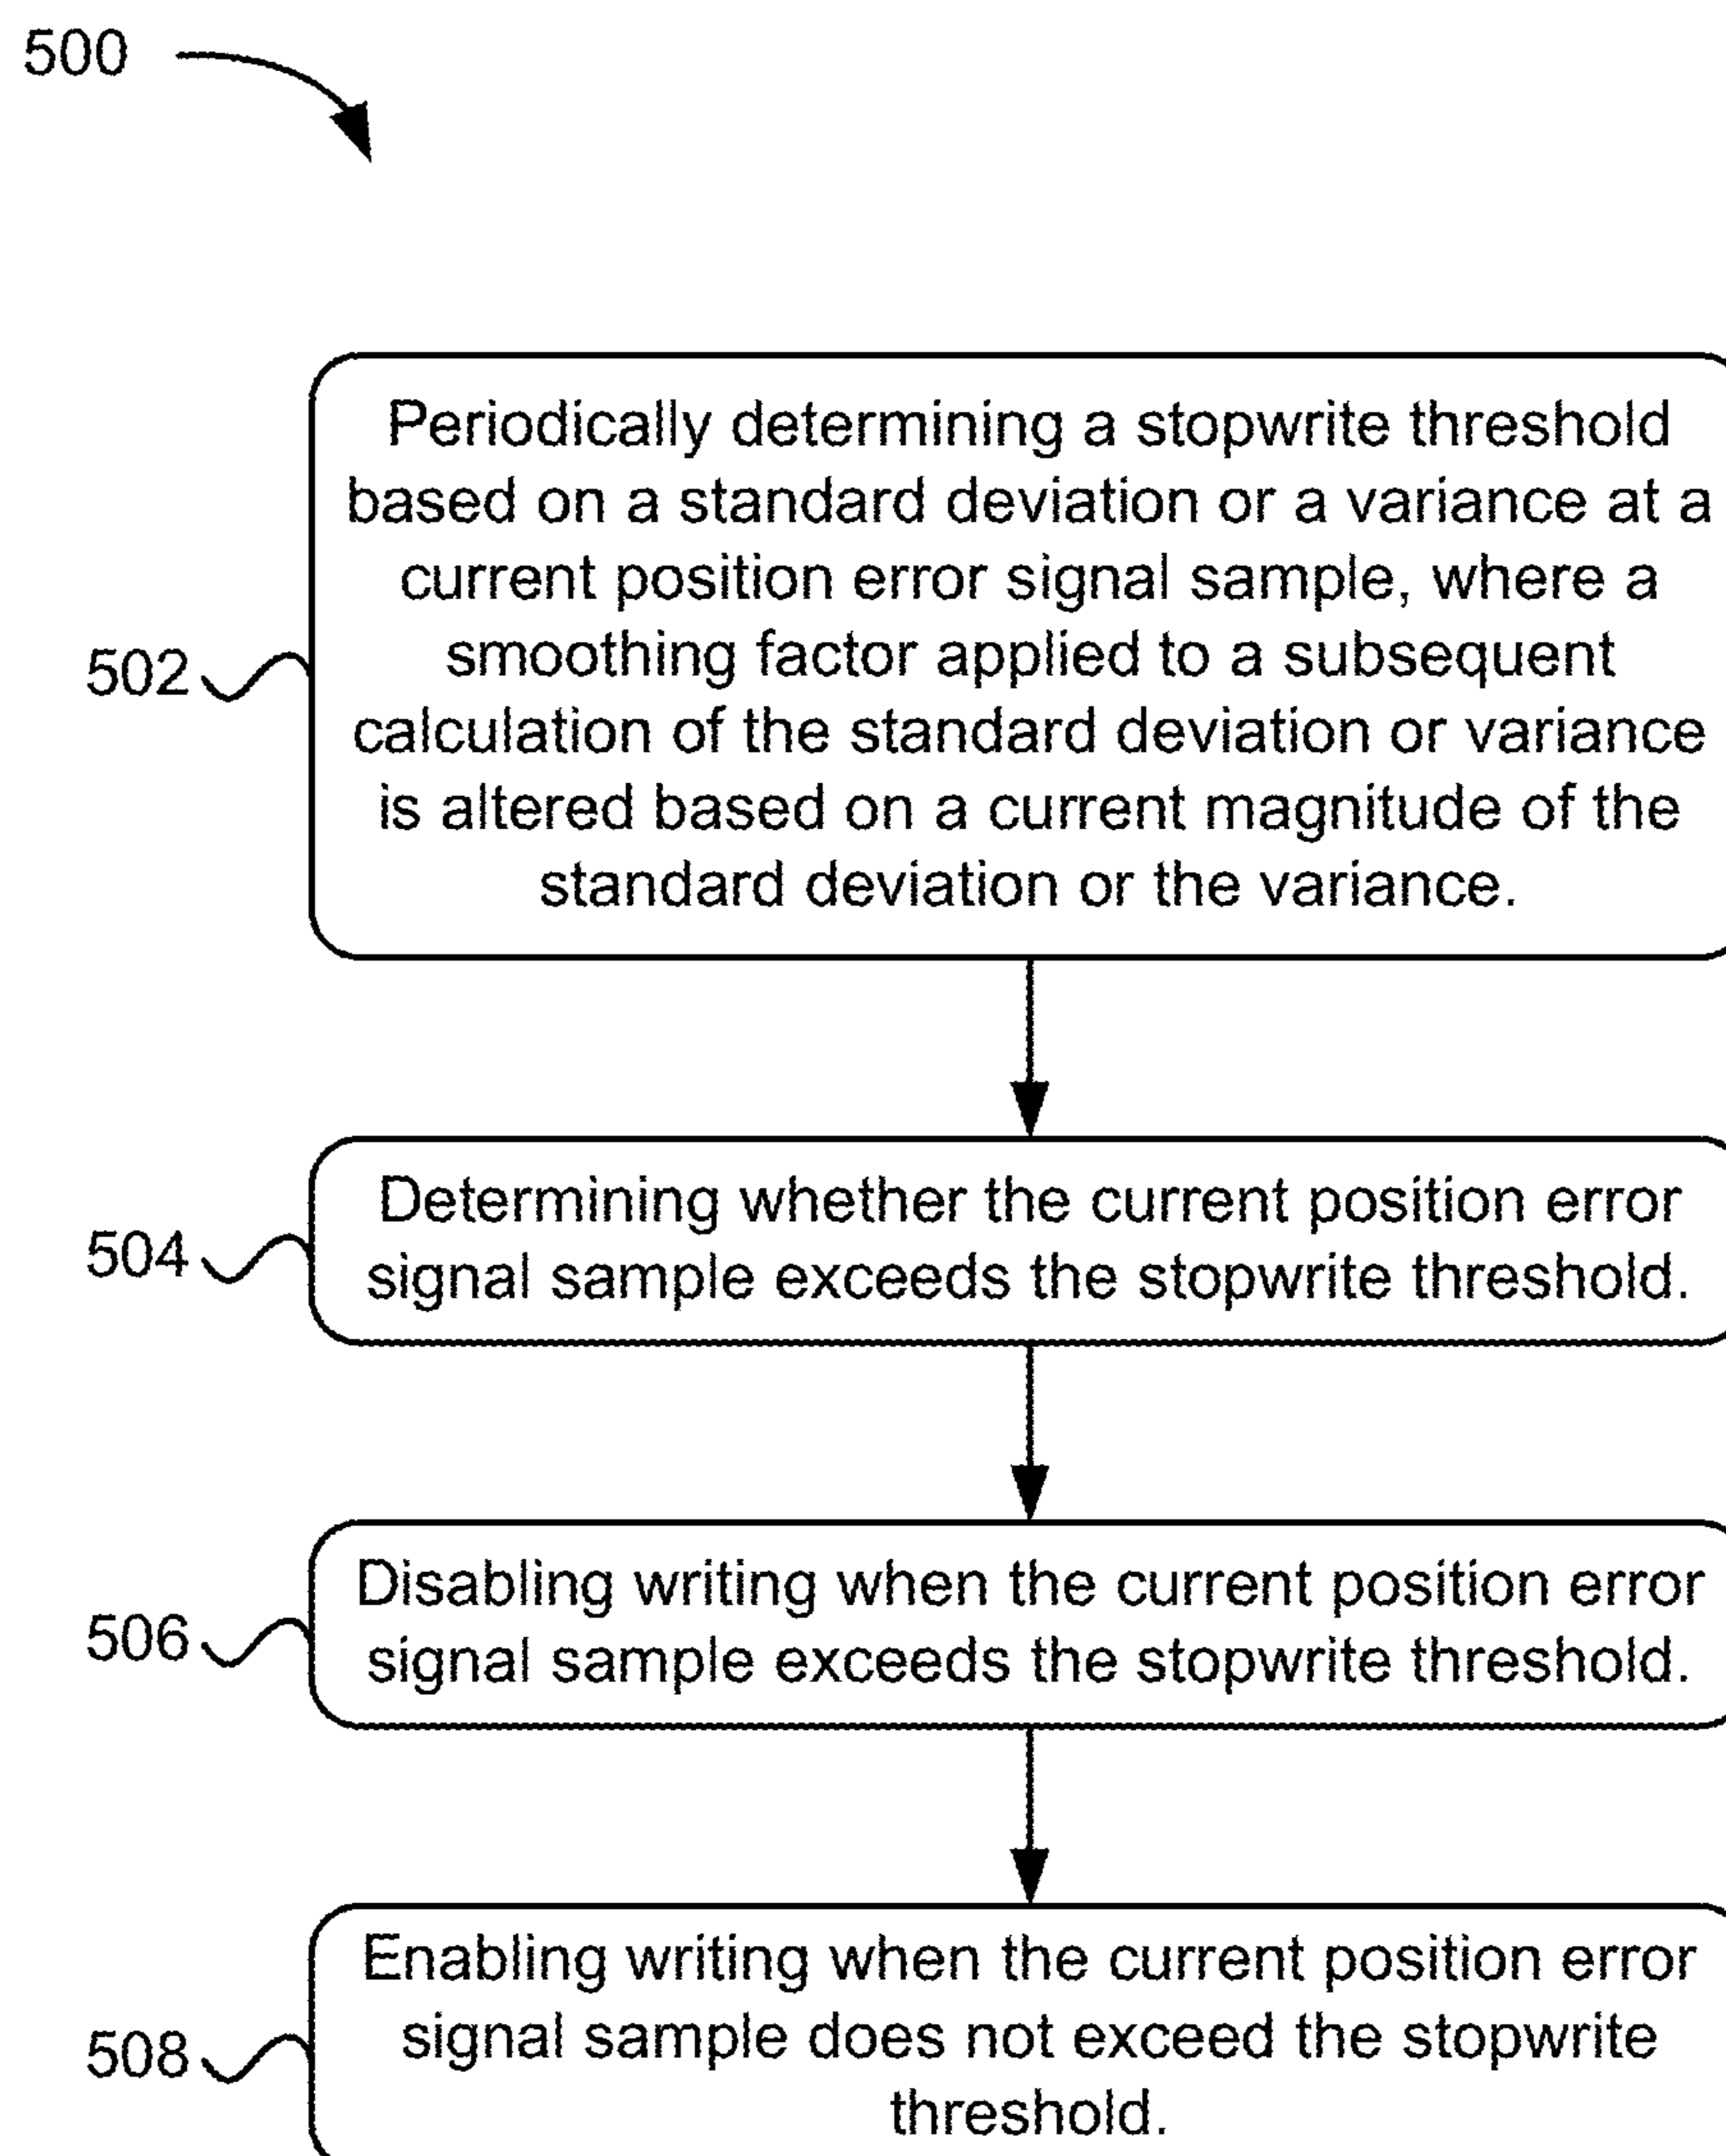 500
Periodically determining a stopwrite threshold
based on a standard deviation or a variance at a
current position error signal sample, where a
smoothing factor applied to a subsequent
calculation of the standard deviation or variance
is altered based on a current magnitude of the
standard deviation or the variance.
502
Determining whether the current position error
signal sample exceeds the stopwrite threshold.
504
Disabling writing when the current position error
signal sample exceeds the stopwrite threshold.
506
Enabling writing when the current position error
signal sample does not exceed the stopwrite
threshold.
508